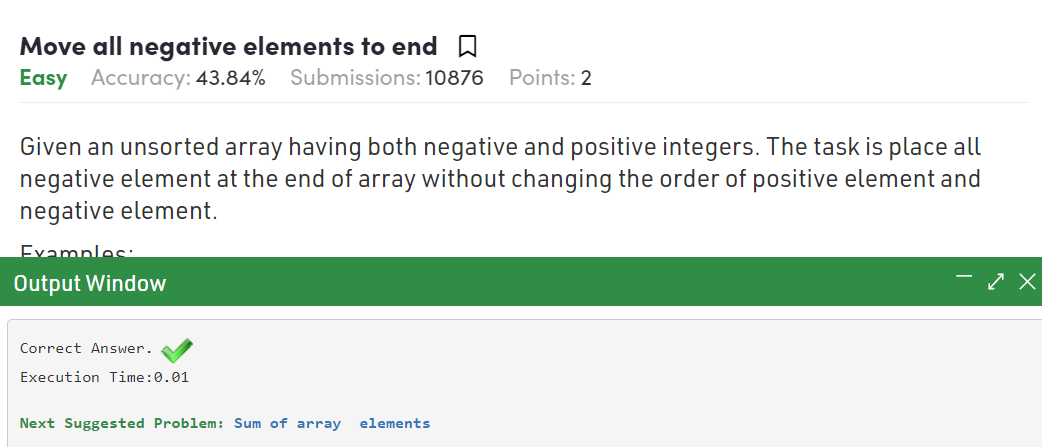 Move all negative elements to end
Easy Accuracy: 43.84% Submissions: 10876 Points: 2
Given an unsorted array having both negative and positive integers. The task is place all
negative element at the end of array without changing the order of positive element and
negative element.
Examples:
Output Window
Correct Answer.
Execution Time:0.01
Next Suggested Problem: Sum of array  elements